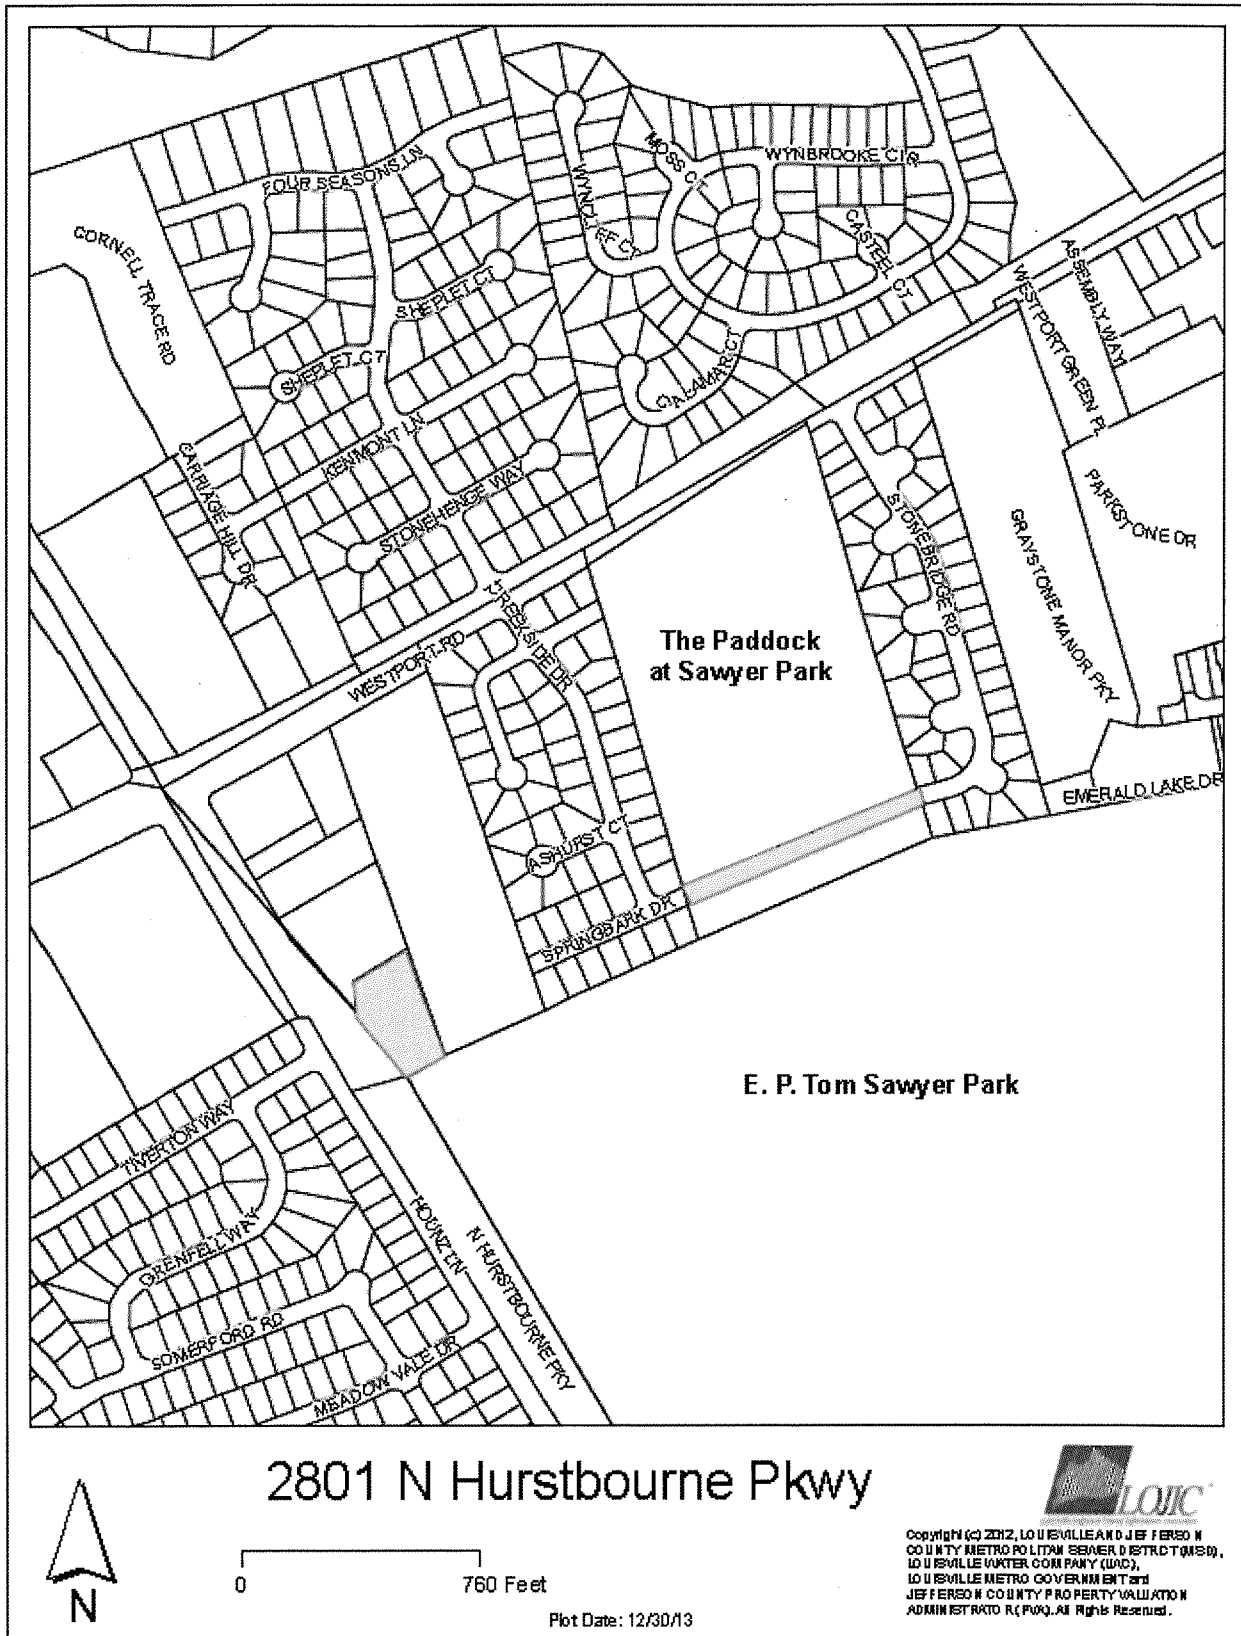 FOUR SEASONS LN
MOSS CT
WYNBROOKE CIR
WYNCLIFF CT
CASTEEL CT
CORNELL TRACE RD
SHEPLET CT
ASSEMBLY WAY
WESTPORT GREEN PL
SHEPLET CT
CALAMAR CT
KENMONT LN
CARRIAGE HILL DR
STONEHENGE WAY
STONEBRIDGE RD
PARKSTONE DR
GRAYSTONE MANOR PKY
CREEKSIDE DR
WESTPORT RD
The Paddock
at Sawyer Park
EMERALD LAKE DR
ASHURST CT
SPRINGBARK DR
E. P. Tom Sawyer Park
TIVERTON WAY
HOUNZ LN
N HURSTBOURNE PKY
GRENFELL WAY
SOMERFORD RD
MEADOW VALE DR
2801 N Hurstbourne Pkwy
LOJIC
N
0
760 Feet
Plot Date: 12/30/13
Copyright (c) 2012, LOUISVILLE AND JEFFERSON
COUNTY METROPOLITAN SEWER DISTRICT (MSD),
LOUISVILLE WATER COMPANY (LWC),
LOUISVILLE METRO GOVERNMENT and
JEFFERSON COUNTY PROPERTY VALUATION
ADMINISTRATOR (PVA). All Rights Reserved.